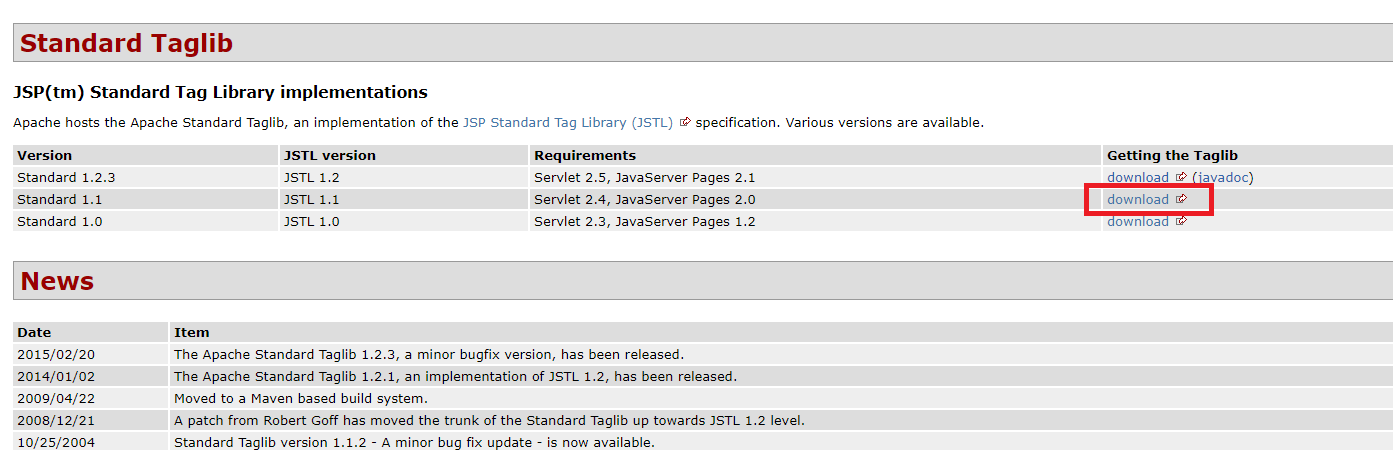 Standard Taglib
JSP(tm) Standard Tag Library implementations
Apache hosts the Apache Standard Taglib, an implementation of the JSP Standard Tag Library (JSTL) specification. Various versions are available.
Version JSTL version Requirements Getting the Taglib
Standard 1.2.3 JSTL 1.2 Servlet 2.5, JavaServer Pages 2.1 download (javadoc)
Standard 1.1 JSTL 1.1 Servlet 2.4, JavaServer Pages 2.0 download
Standard 1.0 JSTL 1.0 Servlet 2.3, JavaServer Pages 1.2 download
News
Date Item
2015/02/20 The Apache Standard Taglib 1.2.3, a minor bugfix version, has been released.
2014/01/02 The Apache Standard Taglib 1.2.1, an implementation of JSTL 1.2, has been released.
2009/04/22 Moved to a Maven based build system.
2008/12/21 A patch from Robert Goff has moved the trunk of the Standard Taglib up towards JSTL 1.2 level.
10/25/2004 Standard Taglib version 1.1.2 - A minor bug fix update - is now available.